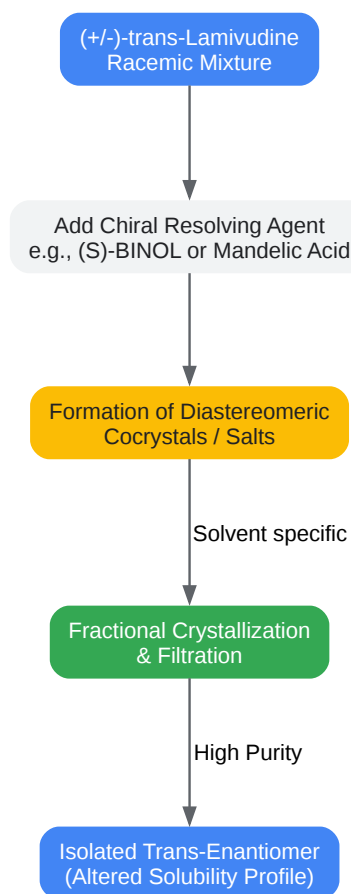 (+/-)-trans-Lamivudine
Racemic Mixture
Add Chiral Resolving Agent
e.g., (S)-BINOL or Mandelic Acid
Formation of Diastereomeric
Cocrystals / Salts
Solvent specific
Fractional Crystallization
& Filtration
High Purity
Isolated Trans-Enantiomer
(Altered Solubility Profile)